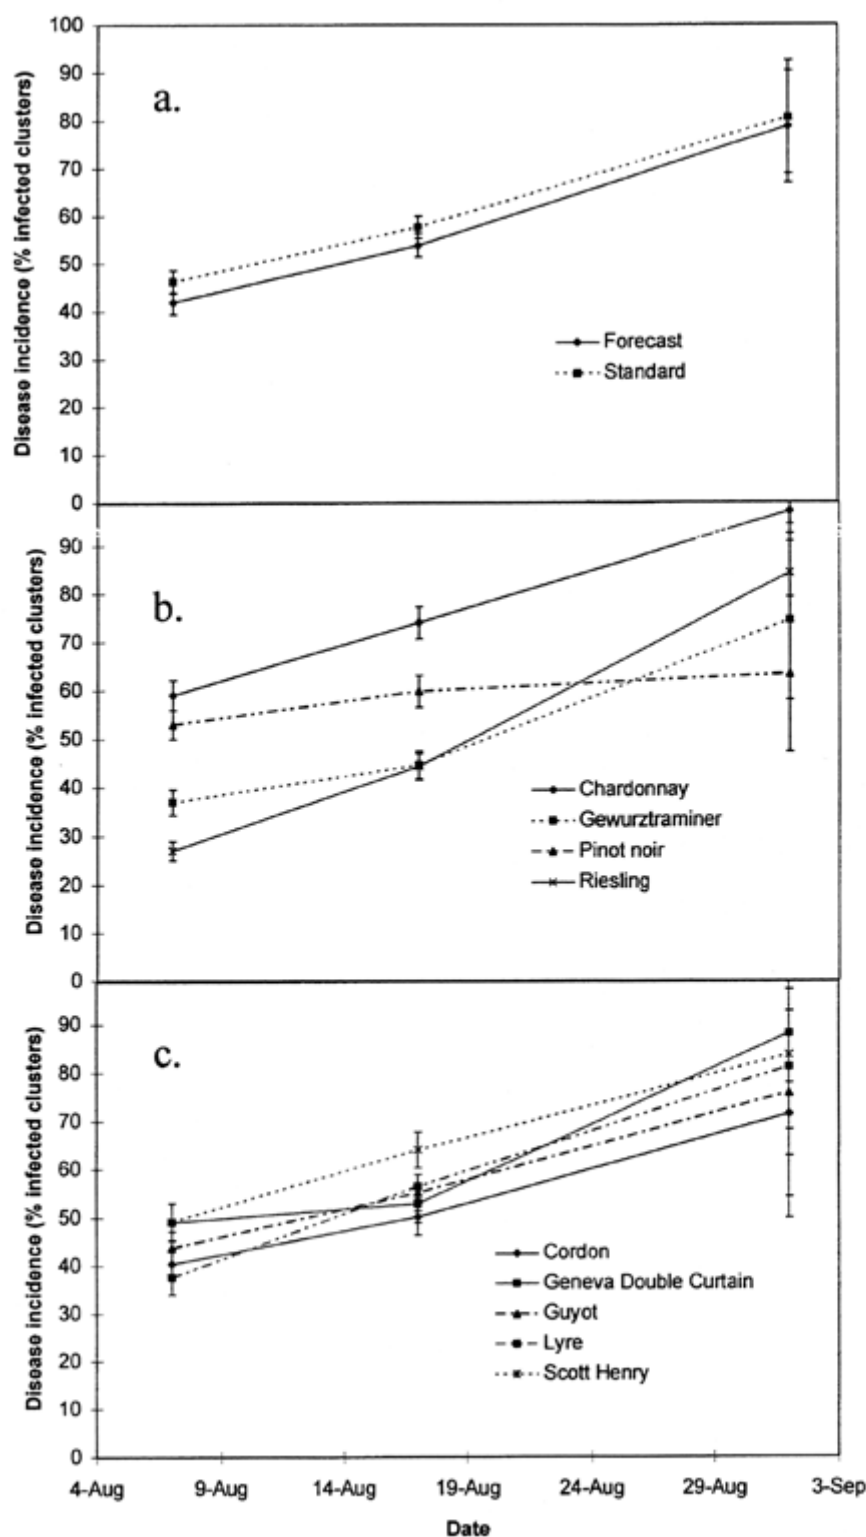 Disease incidence (% infected clusters)
100
90
80
70
60
50
40
30
20
10
0
a.
Forecast
Standard
Disease incidence (% infected clusters)
90
80
70
60
50
40
30
20
10
0
b.
Chardonnay
Gewurztraminer
Pinot noir
Riesling
Disease incidence (% infected clusters)
90
80
70
60
50
40
30
20
10
0
c.
Cordon
Geneva Double Curtain
Guyot
Lyre
Scott Henry
4-Aug 9-Aug 14-Aug 19-Aug 24-Aug 29-Aug 3-Sep
Date